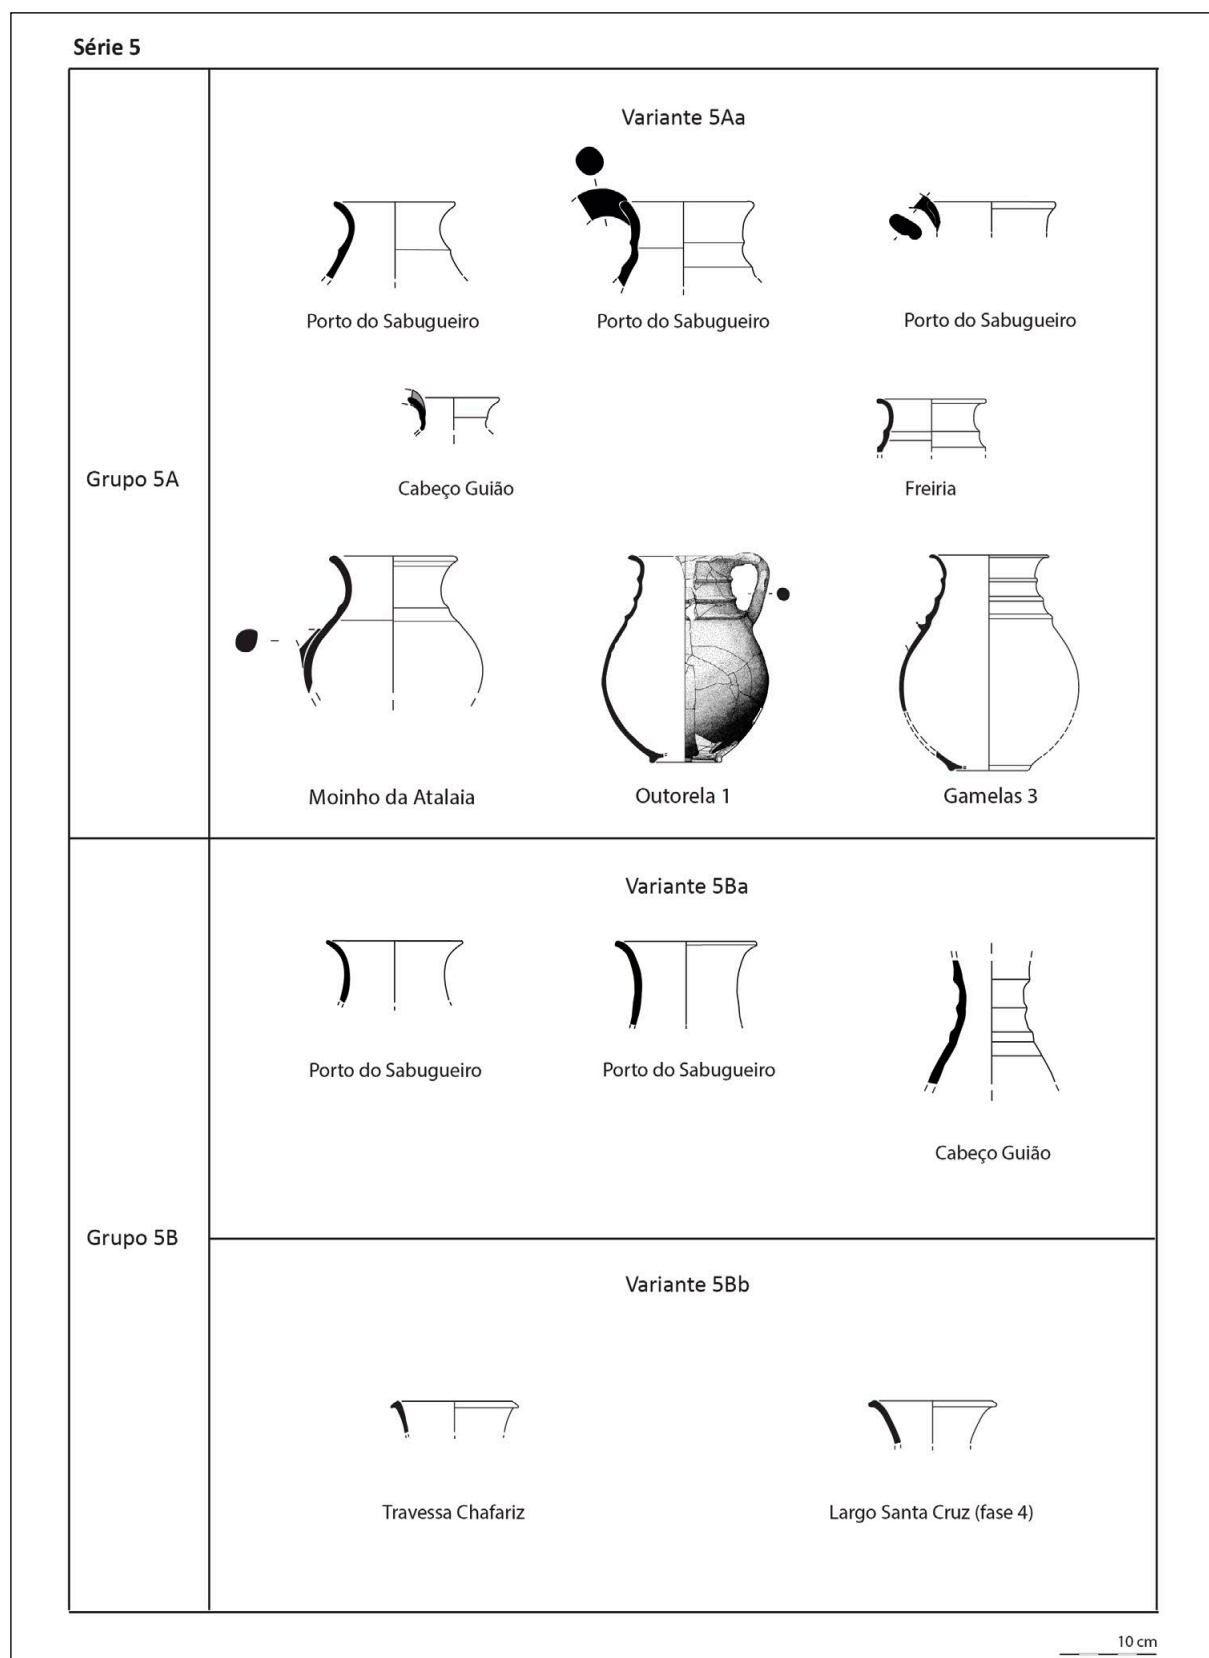 Série 5
Variante 5Aa
Porto do Sabugueiro
Porto do Sabugueiro
Porto do Sabugueiro
Grupo 5A
Cabeço Guião
Freiria
Moinho da Atalaia
Outorela 1
Gamelas 3
Variante 5Ba
Porto do Sabugueiro
Porto do Sabugueiro
Cabeço Guião
Grupo 5B
Variante 5Bb
Travessa Chafariz
Largo Santa Cruz (fase 4)
10 cm